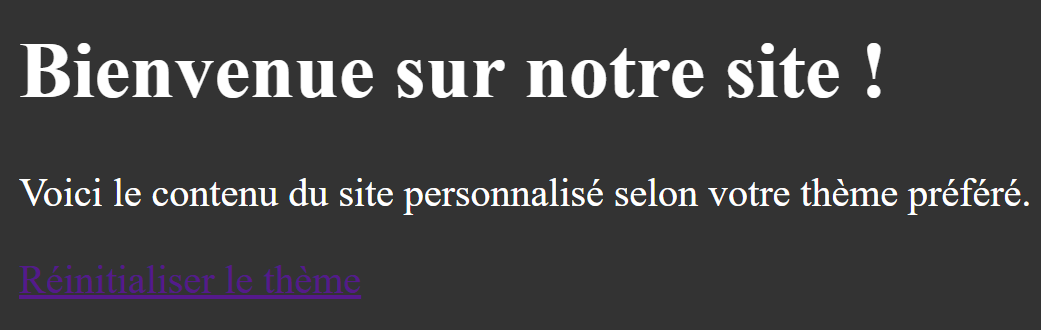 Bienvenue sur notre site !
Voici le contenu du site personnalisé selon votre thème préféré.
Réinitialiser le thème